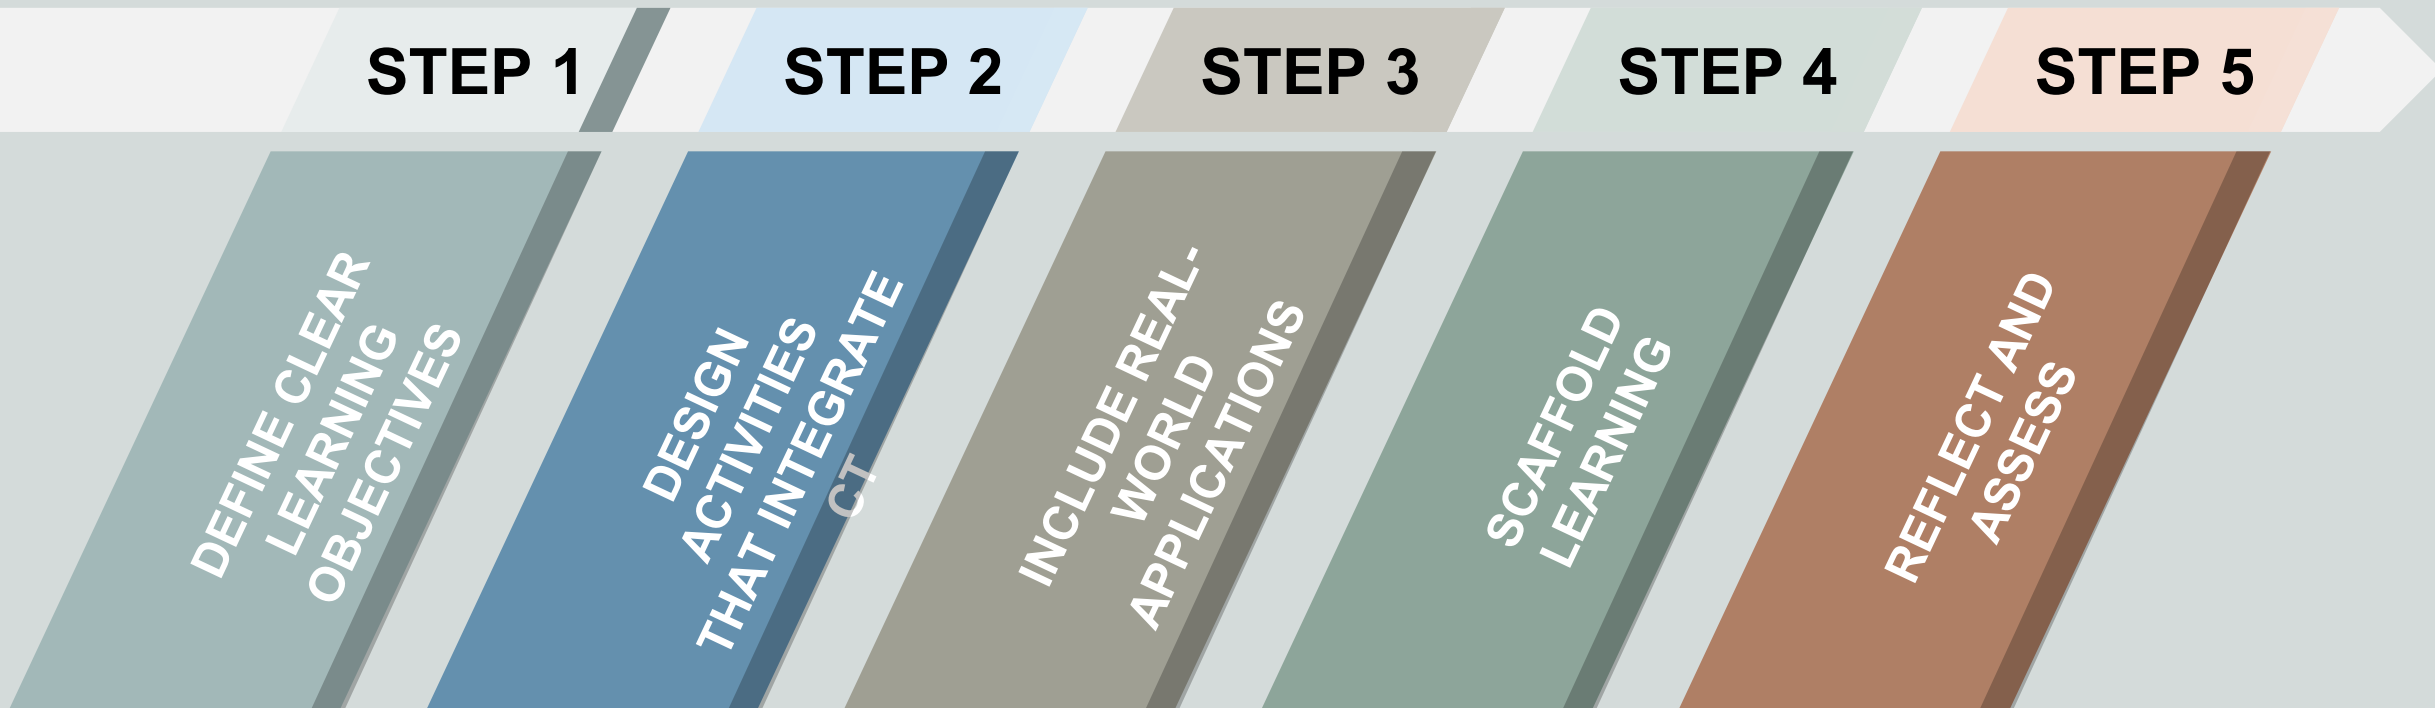 STEP 1
STEP 2
STEP 3
STEP 4
STEP 5
DEFINE CLEAR
LEARNING
OBJECTIVES
DESIGN
ACTIVITIES
THAT INTEGRATE
CT
INCLUDE REAL-
WORLD
APPLICATIONS
SCAFFOLD
LEARNING
REFLECT AND
ASSESS